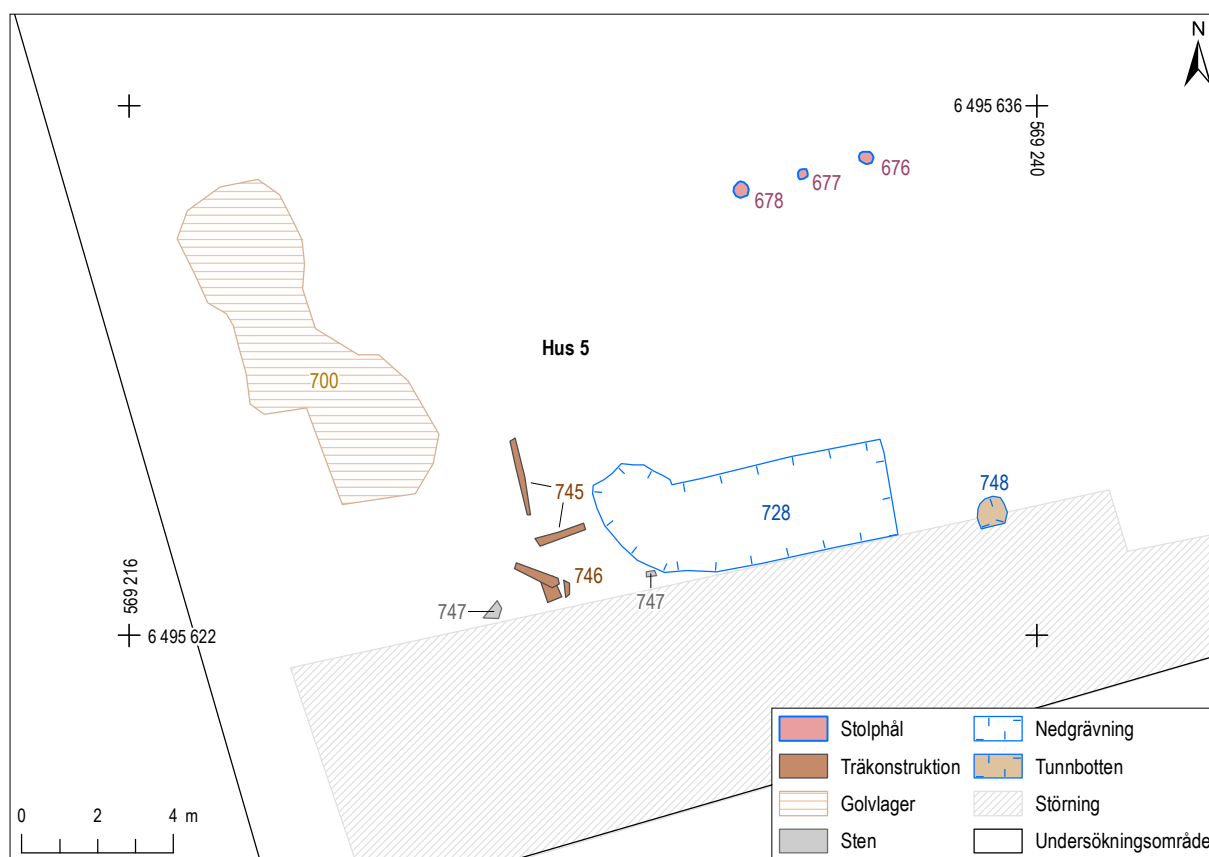 N
6 495 636
569 240
676
677
678
Hus 5
700
745
728
748
746
747
747
569 216
6 495 622
0 2 4 m
Stolphål
Träkonstruktion
Golvlager
Sten
Nedgrävning
Tunnbotten
Störning
Undersökningsområde